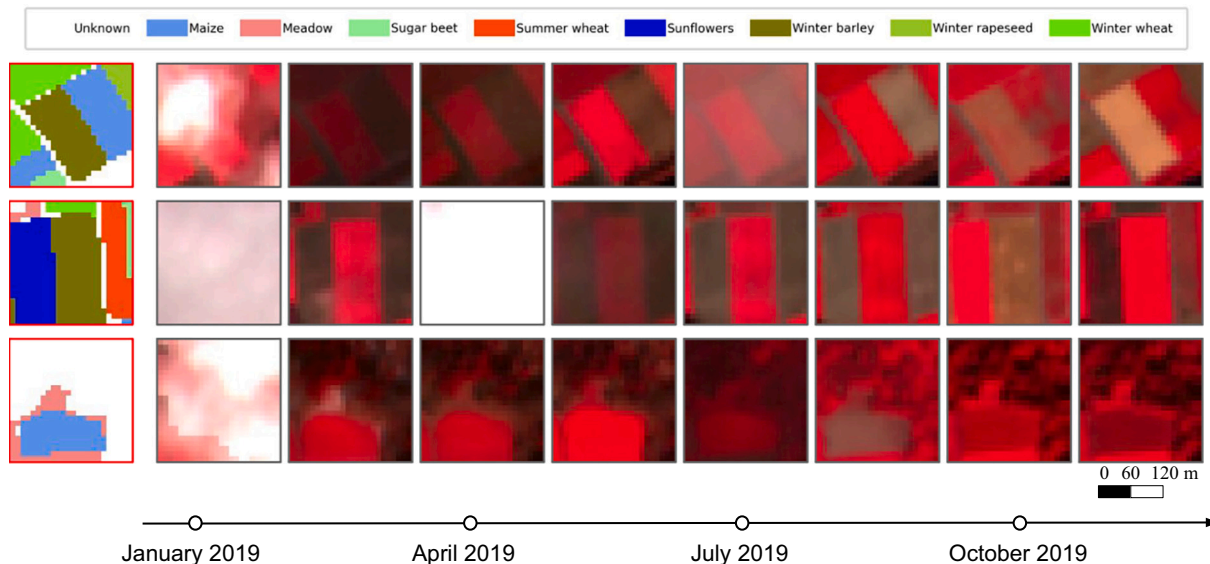 Unknown Maize Meadow Sugar beet Summer wheat Sunflowers Winter barley Winter rapeseed Winter wheat
0 60 120 m
January 2019 April 2019 July 2019 October 2019